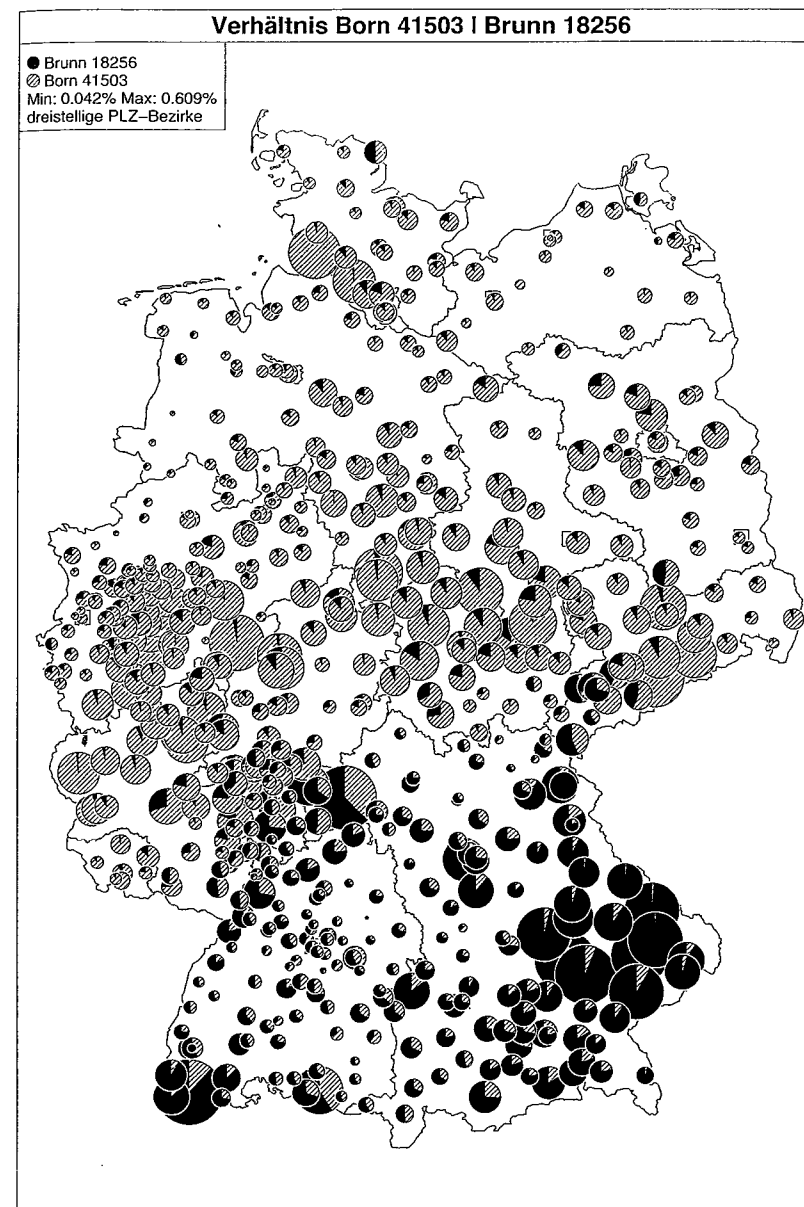 Verhältnis Born 41503 | Brunn 18256
Brunn 18256
Born 41503
Min: 0.042% Max: 0.609%
dreistellige PLZ–Bezirke